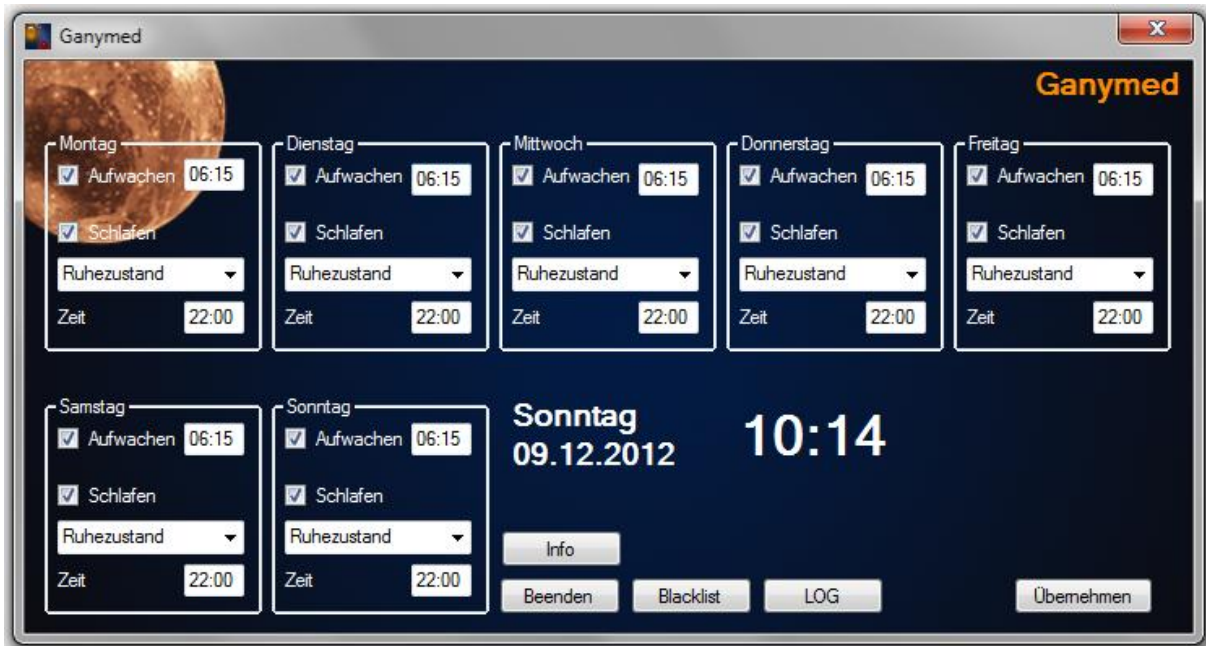 Ganymed
Ganymed
Montag
Aufwachen 06:15
Schlafen
Ruhezustand
Zeit 22:00
Dienstag
Aufwachen 06:15
Schlafen
Ruhezustand
Zeit 22:00
Mittwoch
Aufwachen 06:15
Schlafen
Ruhezustand
Zeit 22:00
Donnerstag
Aufwachen 06:15
Schlafen
Ruhezustand
Zeit 22:00
Freitag
Aufwachen 06:15
Schlafen
Ruhezustand
Zeit 22:00
Samstag
Aufwachen 06:15
Schlafen
Ruhezustand
Zeit 22:00
Sonntag
Aufwachen 06:15
Schlafen
Ruhezustand
Zeit 22:00
Sonntag
09.12.2012
10:14
Info
Beenden Blacklist LOG Übernehmen